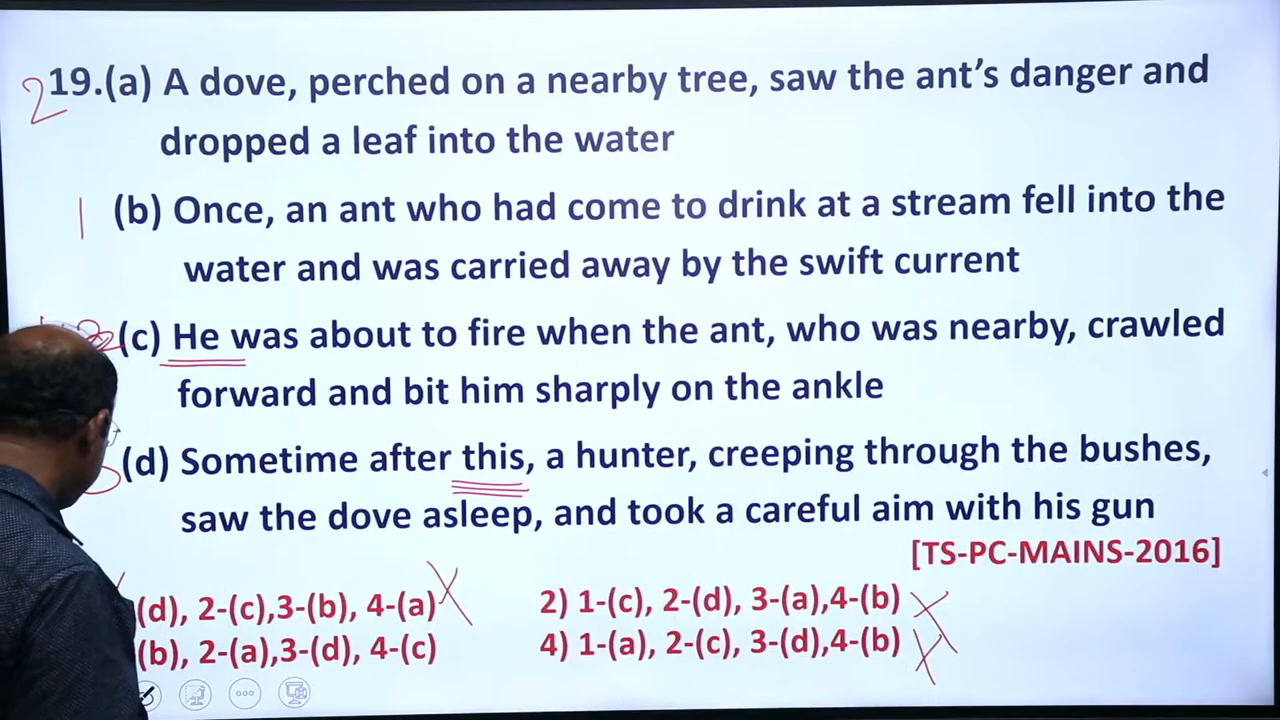 2 19.(a) A dove, perched on a nearby tree, saw the ant's danger and
dropped a leaf into the water
1 (b) Once, an ant who had come to drink at a stream fell into the
water and was carried away by the swift current
(c) He was about to fire when the ant, who was nearby, crawled
forward and bit him sharply on the ankle
(d) Sometime after this, a hunter, creeping through the bushes,
saw the dove asleep, and took a careful aim with his gun
[TS-PC-MAINS-2016]
(d), 2-(c),3-(b), 4-(a) 2) 1-(c), 2-(d), 3-(a),4-(b)
(b), 2-(a),3-(d), 4-(c) 4) 1-(a), 2-(c), 3-(d),4-(b)